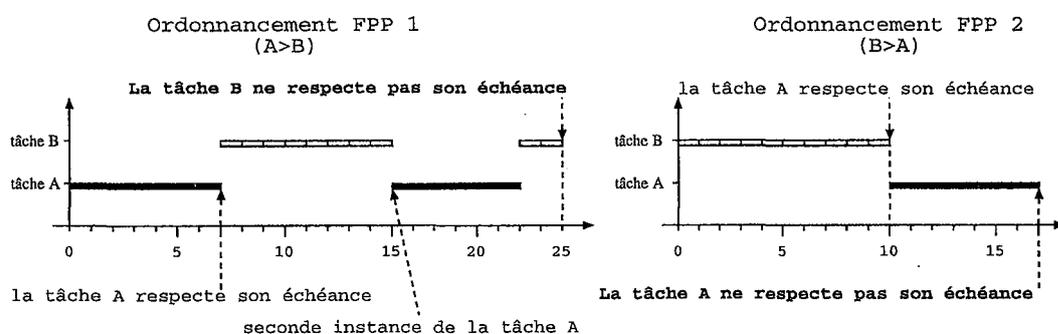 Ordonnancement FPP 1
(A>B)
La tâche B ne respecte pas son échéance
tâche B
tâche A
0 5 10 15 20 25
la tâche A respecte son échéance
seconde instance de la tâche A
Ordonnancement FPP 2
(B>A)
la tâche A respecte son échéance
tâche B
tâche A
0 5 10 15
La tâche A ne respecte pas son échéance